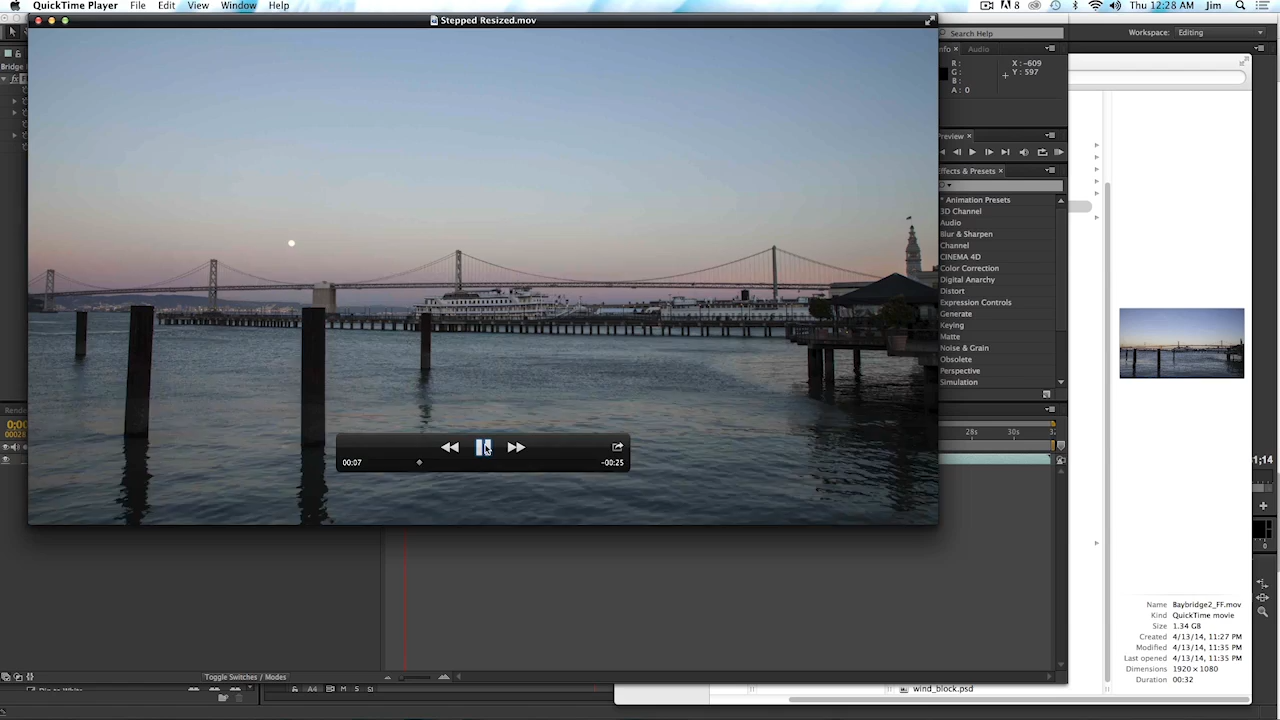 QuickTime Player File Edit View Window Help
8 Thu 12:28 AM Jim
Stepped Resized.mov
Search Help
Workspace: Editing
Bridge
Info Audio
R :
G :
B :
A : 0
X : -609
Y : 597
Preview
Effects & Presets
* Animation Presets
3D Channel
Audio
Blur & Sharpen
Channel
CINEMA 4D
Color Correction
Digital Anarchy
Distort
Expression Controls
Generate
Keying
Matte
Noise & Grain
Obsolete
Perspective
Simulation
00:07
-00:25
28s 30s
Name Baybridge2_FF.mov
Kind QuickTime movie
Size 1.34 GB
Created 4/13/14, 11:27 PM
Modified 4/13/14, 11:35 PM
Last opened 4/13/14, 11:35 PM
Dimensions 1920 × 1080
Duration 00:32
Toggle Switches / Modes
A4 M S
wind_block.psd